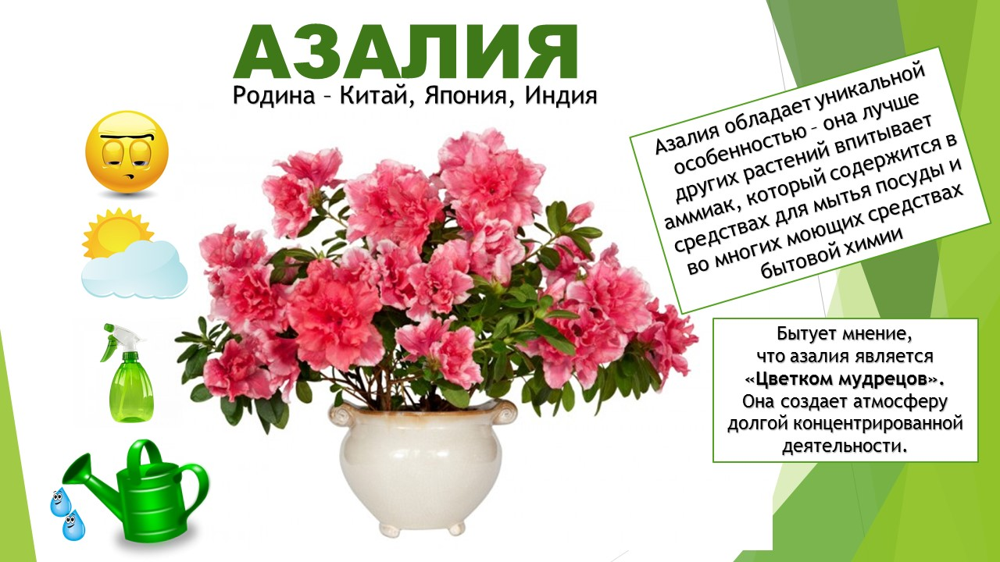 АЗАЛИЯ
Родина – Китай, Япония, Индия
Азалия обладает уникальной
особенностью – она лучше
других растений впитывает
аммиак, который содержится в
средствах для мытья посуды и
во многих моющих средствах
бытовой химии
Бытует мнение,
что азалия является
«Цветком мудрецов».
Она создает атмосферу
долгой концентрированной
деятельности.